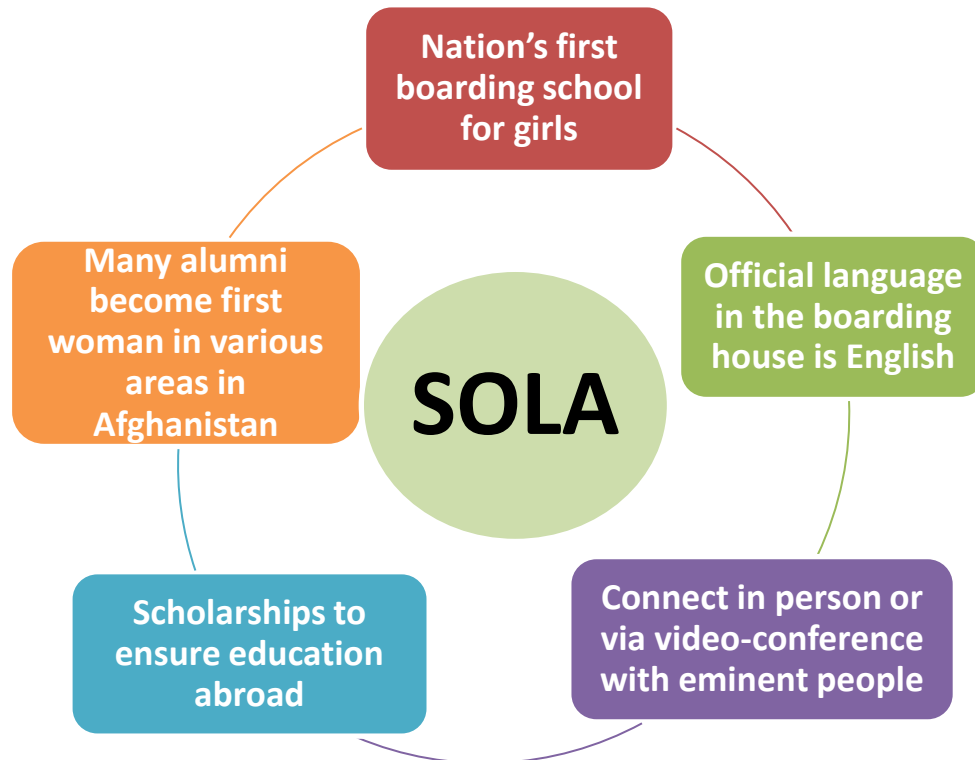 Nation’s first
boarding school
for girls
Official language
in the boarding
house is English
Connect in person or
via video-conference
with eminent people
Scholarships to
ensure education
abroad
Many alumni
become first
woman in various
areas in
Afghanistan
SOLA